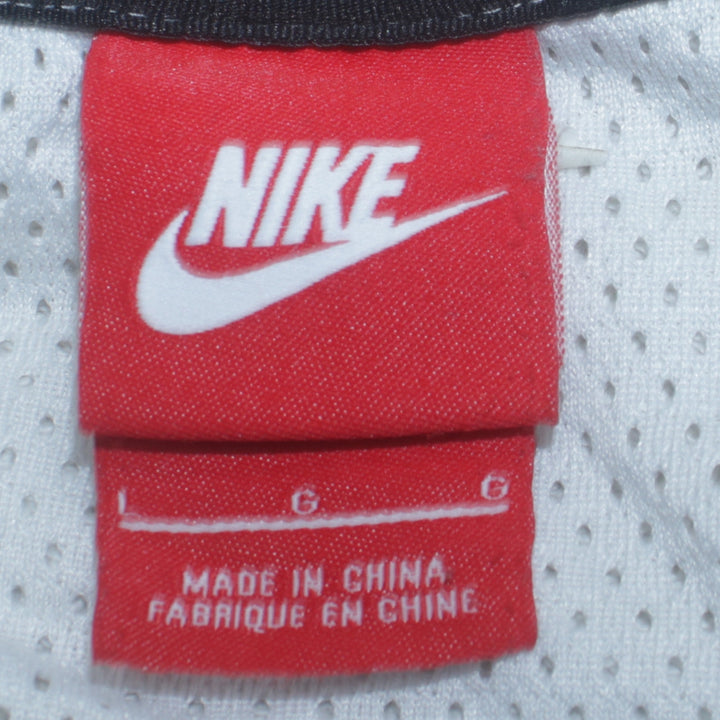 NIKE
L G G
MADE IN CHINA
FABRIQUE EN CHINE